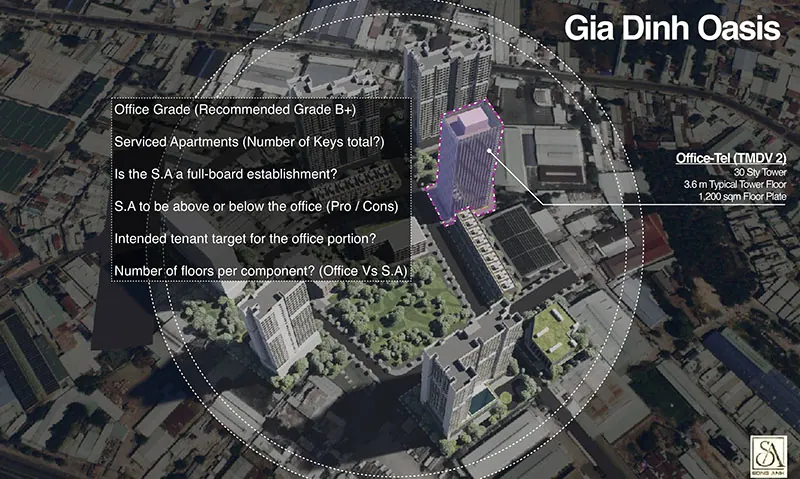 Gia Dinh Oasis
Office Grade (Recommended Grade B+)
Serviced Apartments (Number of Keys total?)
Is the S.A a full-board establishment?
S.A to be above or below the office (Pro / Cons)
Intended tenant target for the office portion?
Number of floors per component? (Office Vs S.A)
Office-Tel (TMDV 2)
30 Sty Tower
3.6 m Typical Tower Floor
1,200 sqm Floor Plate
SA
SONG ANH